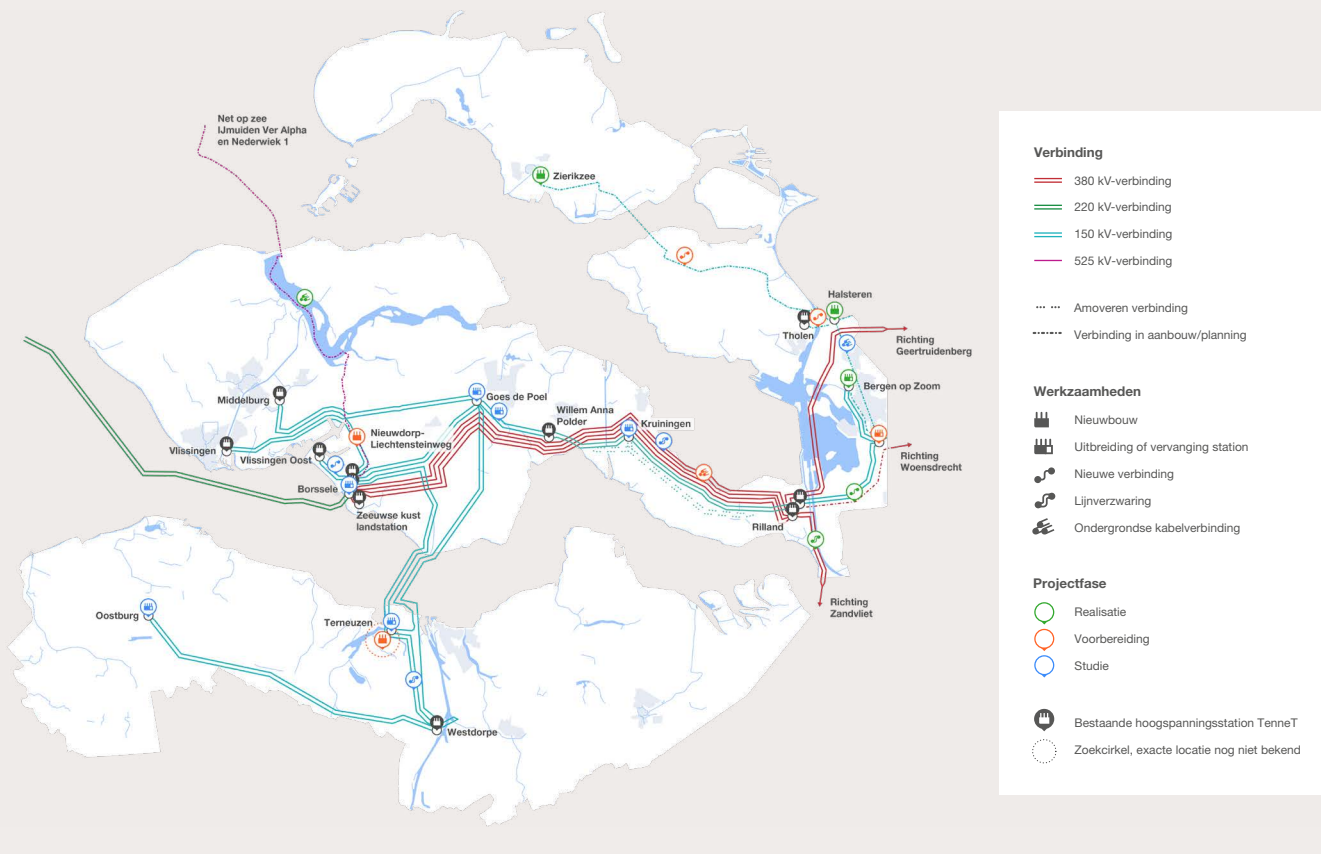 Net op zee
IJmuiden Ver Alpha
en Nederwiek 1
Zierikzee
Halsteren
Tholen
Richting
Geertruidenberg
Bergen op Zoom
Middelburg
Goes de Poel
Willem Anna
Polder
Kruiningen
Nieuwdorp-
Liechtensteinweg
Vlissingen
Vlissingen Oost
Richting
Woensdrecht
Borssele
Zeeuwse kust
landstation
Rilland
Oostburg
Terneuzen
Richting
Zandvliet
Westdorpe
Verbinding
380 kV-verbinding
220 kV-verbinding
150 kV-verbinding
525 kV-verbinding
Amoveren verbinding
Verbinding in aanbouw/planning
Werkzaamheden
Nieuwbouw
Uitbreiding of vervanging station
Nieuwe verbinding
Lijnverzwaring
Ondergrondse kabelverbinding
Projectfase
Realisatie
Voorbereiding
Studie
Bestaande hoogspanningsstation TenneT
Zoekcirkel, exacte locatie nog niet bekend